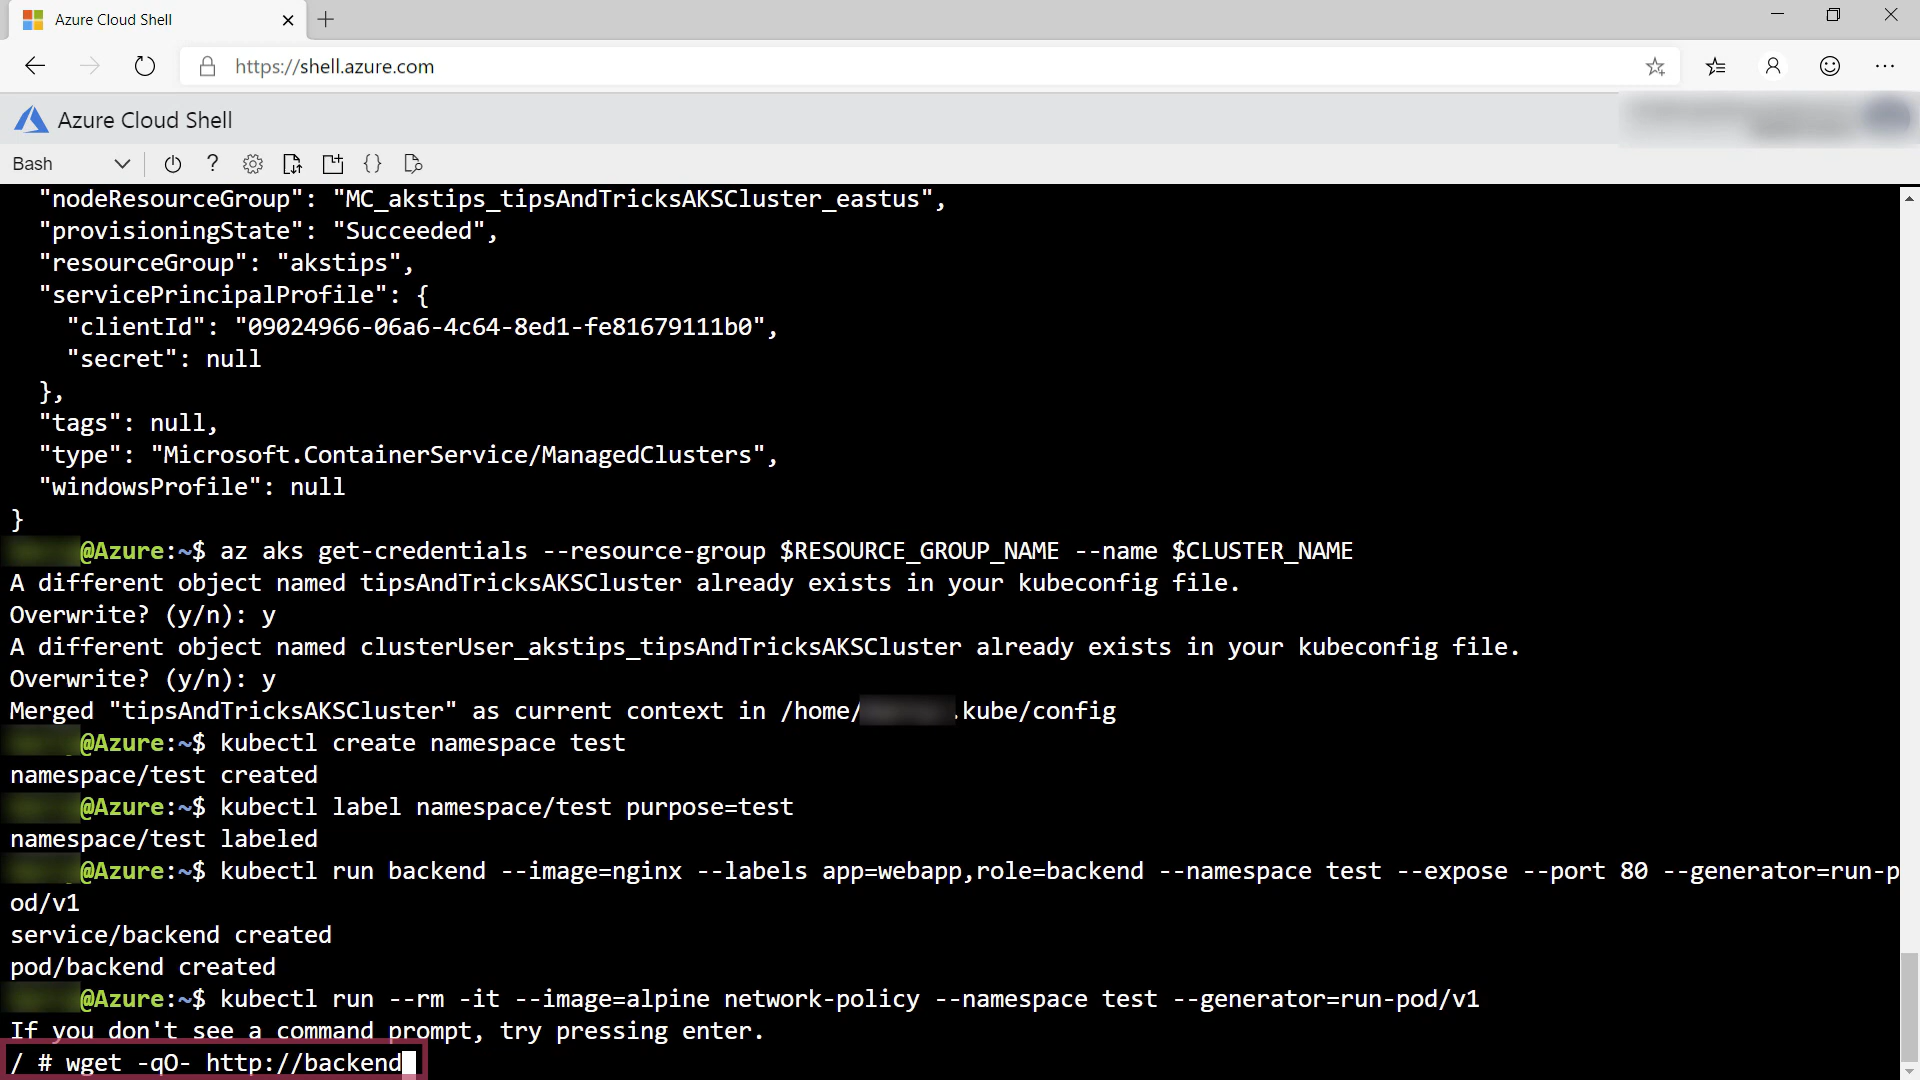 Azure Cloud Shell
https://shell.azure.com
Azure Cloud Shell
Bash
"nodeResourceGroup": "MC_akstips_tipsAndTricksAKSCluster_eastus",
"provisioningState": "Succeeded",
"resourceGroup": "akstips",
"servicePrincipalProfile": {
"clientId": "09024966-06a6-4c64-8ed1-fe81679111b0",
"secret": null
},
"tags": null,
"type": "Microsoft.ContainerService/ManagedClusters",
"windowsProfile": null
}
@Azure:~$ az aks get-credentials --resource-group $RESOURCE_GROUP_NAME --name $CLUSTER_NAME
A different object named tipsAndTricksAKSCluster already exists in your kubeconfig file.
Overwrite? (y/n): y
A different object named clusterUser_akstips_tipsAndTricksAKSCluster already exists in your kubeconfig file.
Overwrite? (y/n): y
Merged "tipsAndTricksAKSCluster" as current context in /home/ .kube/config
@Azure:~$ kubectl create namespace test
namespace/test created
@Azure:~$ kubectl label namespace/test purpose=test
namespace/test labeled
@Azure:~$ kubectl run backend --image=nginx --labels app=webapp,role=backend --namespace test --expose --port 80 --generator=run-p
od/v1
service/backend created
pod/backend created
@Azure:~$ kubectl run --rm -it --image=alpine network-policy --namespace test --generator=run-pod/v1
If you don't see a command prompt, try pressing enter.
/ # wget -qO- http://backend